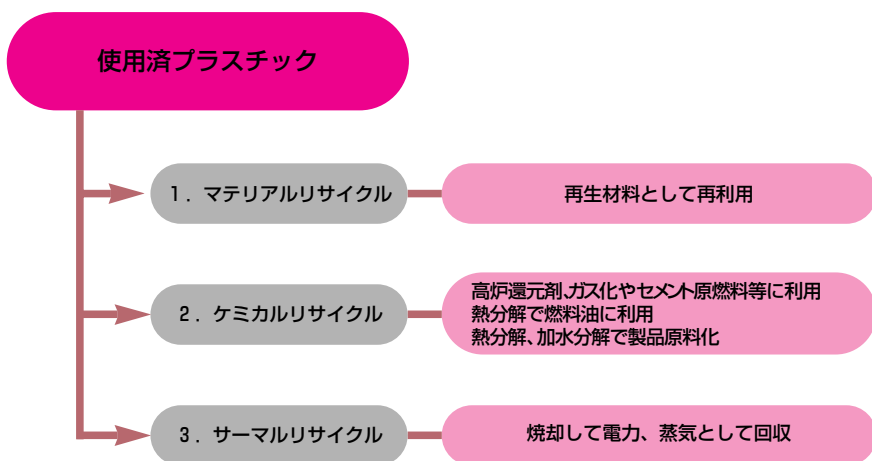 使用済プラスチック
1．マテリアルリサイクル
再生材料として再利用
2．ケミカルリサイクル
高炉還元剤、ガス化やセメント原燃料等に利用
熱分解で燃料油に利用
熱分解、加水分解で製品原料化
3．サーマルリサイクル
焼却して電力、蒸気として回収